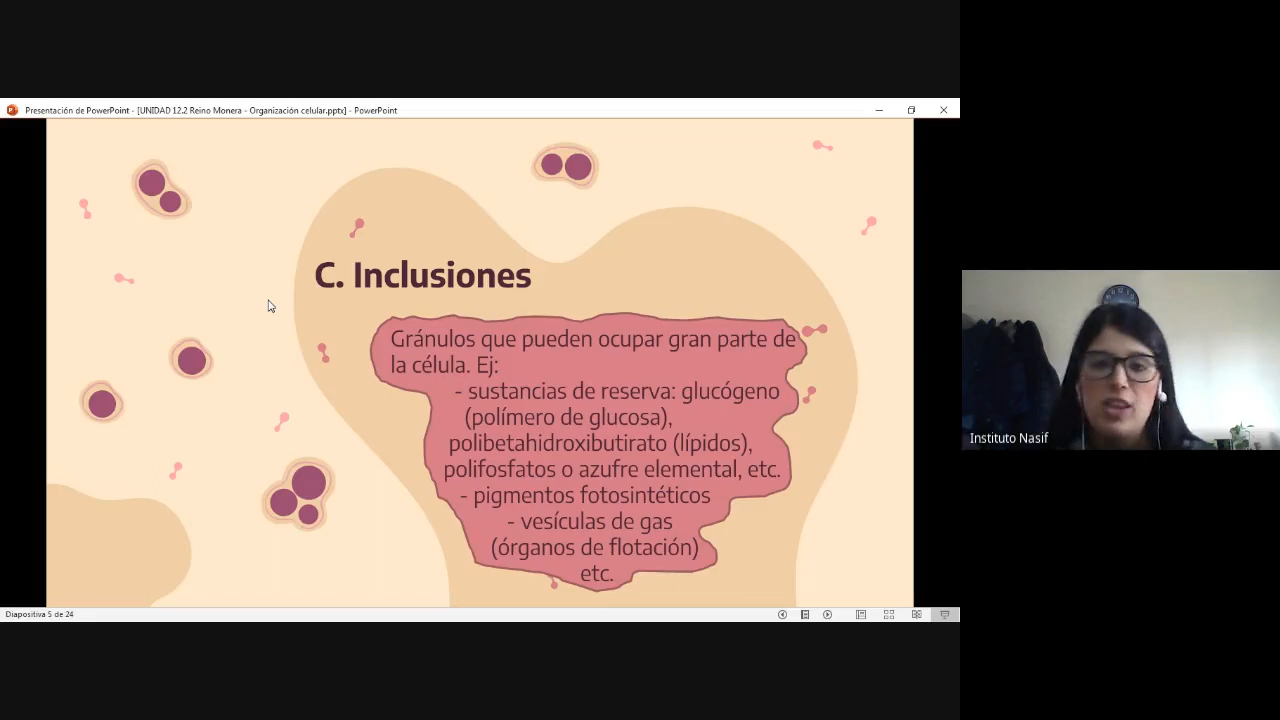 Presentación de PowerPoint - [UNIDAD 12.2 Reino Monera - Organización celular.pptx] - PowerPoint
C. Inclusiones
Gránulos que pueden ocupar gran parte de
la célula. Ej:
- sustancias de reserva: glucógeno
(polímero de glucosa),
polibetahidroxibutirato (lípidos),
polifosfatos o azufre elemental, etc.
- pigmentos fotosintéticos
- vesículas de gas
(órganos de flotación)
etc.
Instituto Nasif
Diapositiva 5 de 24